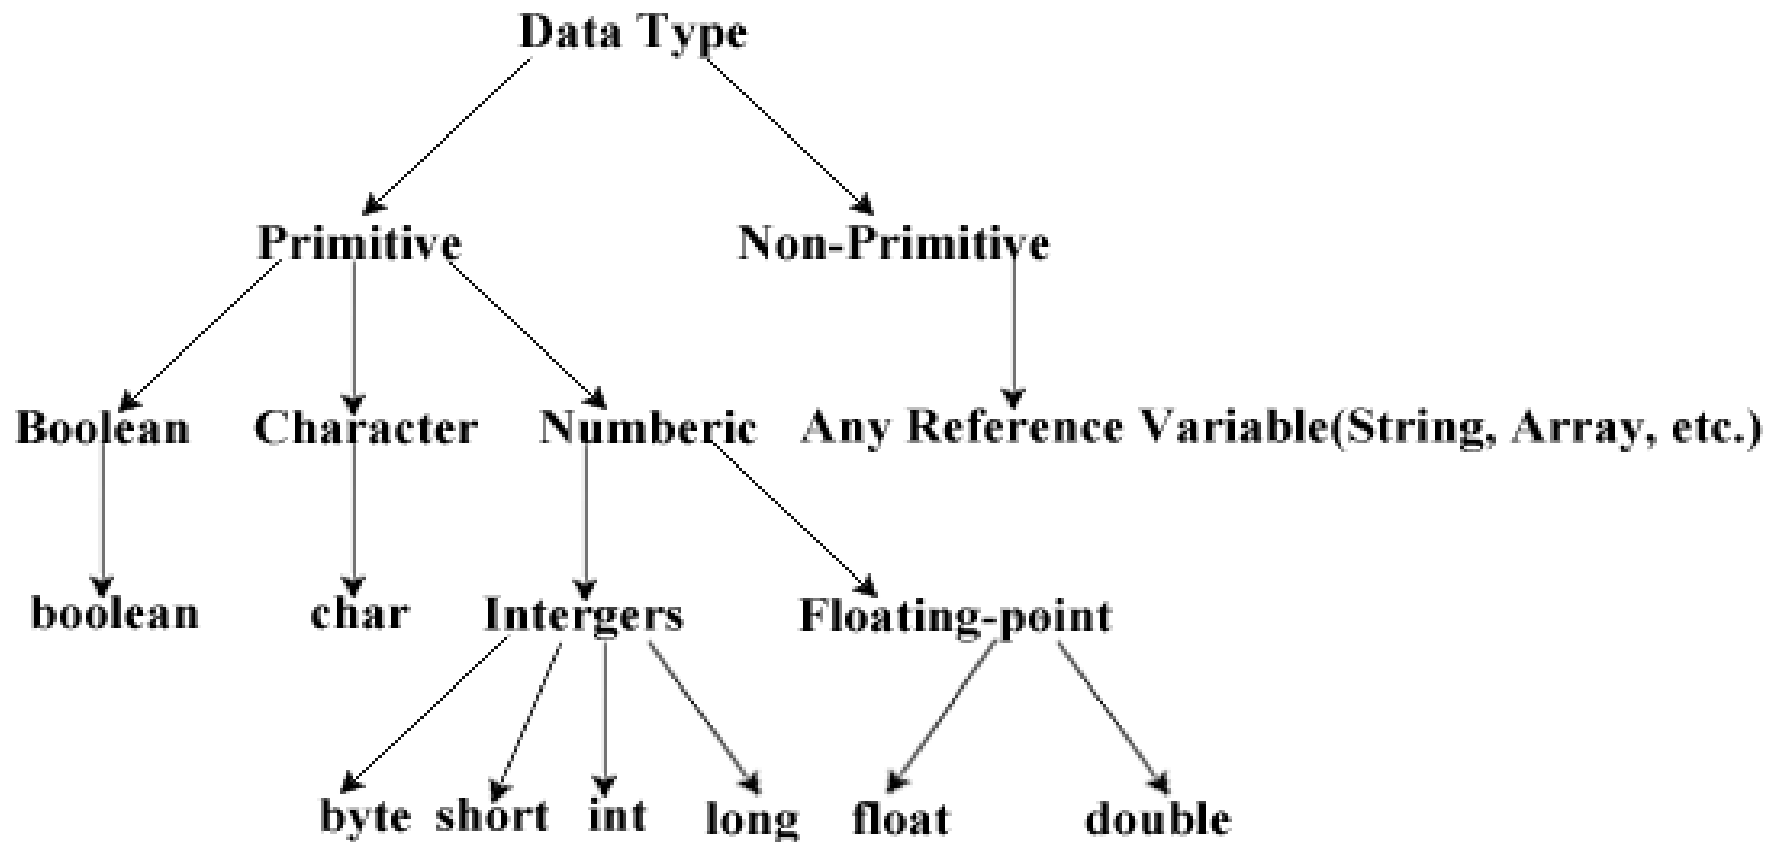 Data Type
Primitive
Non-Primitive
Boolean
Character
Numberic
Any Reference Variable(String, Array, etc.)
boolean
char
Intergers
Floating-point
byte
short
int
long
float
double